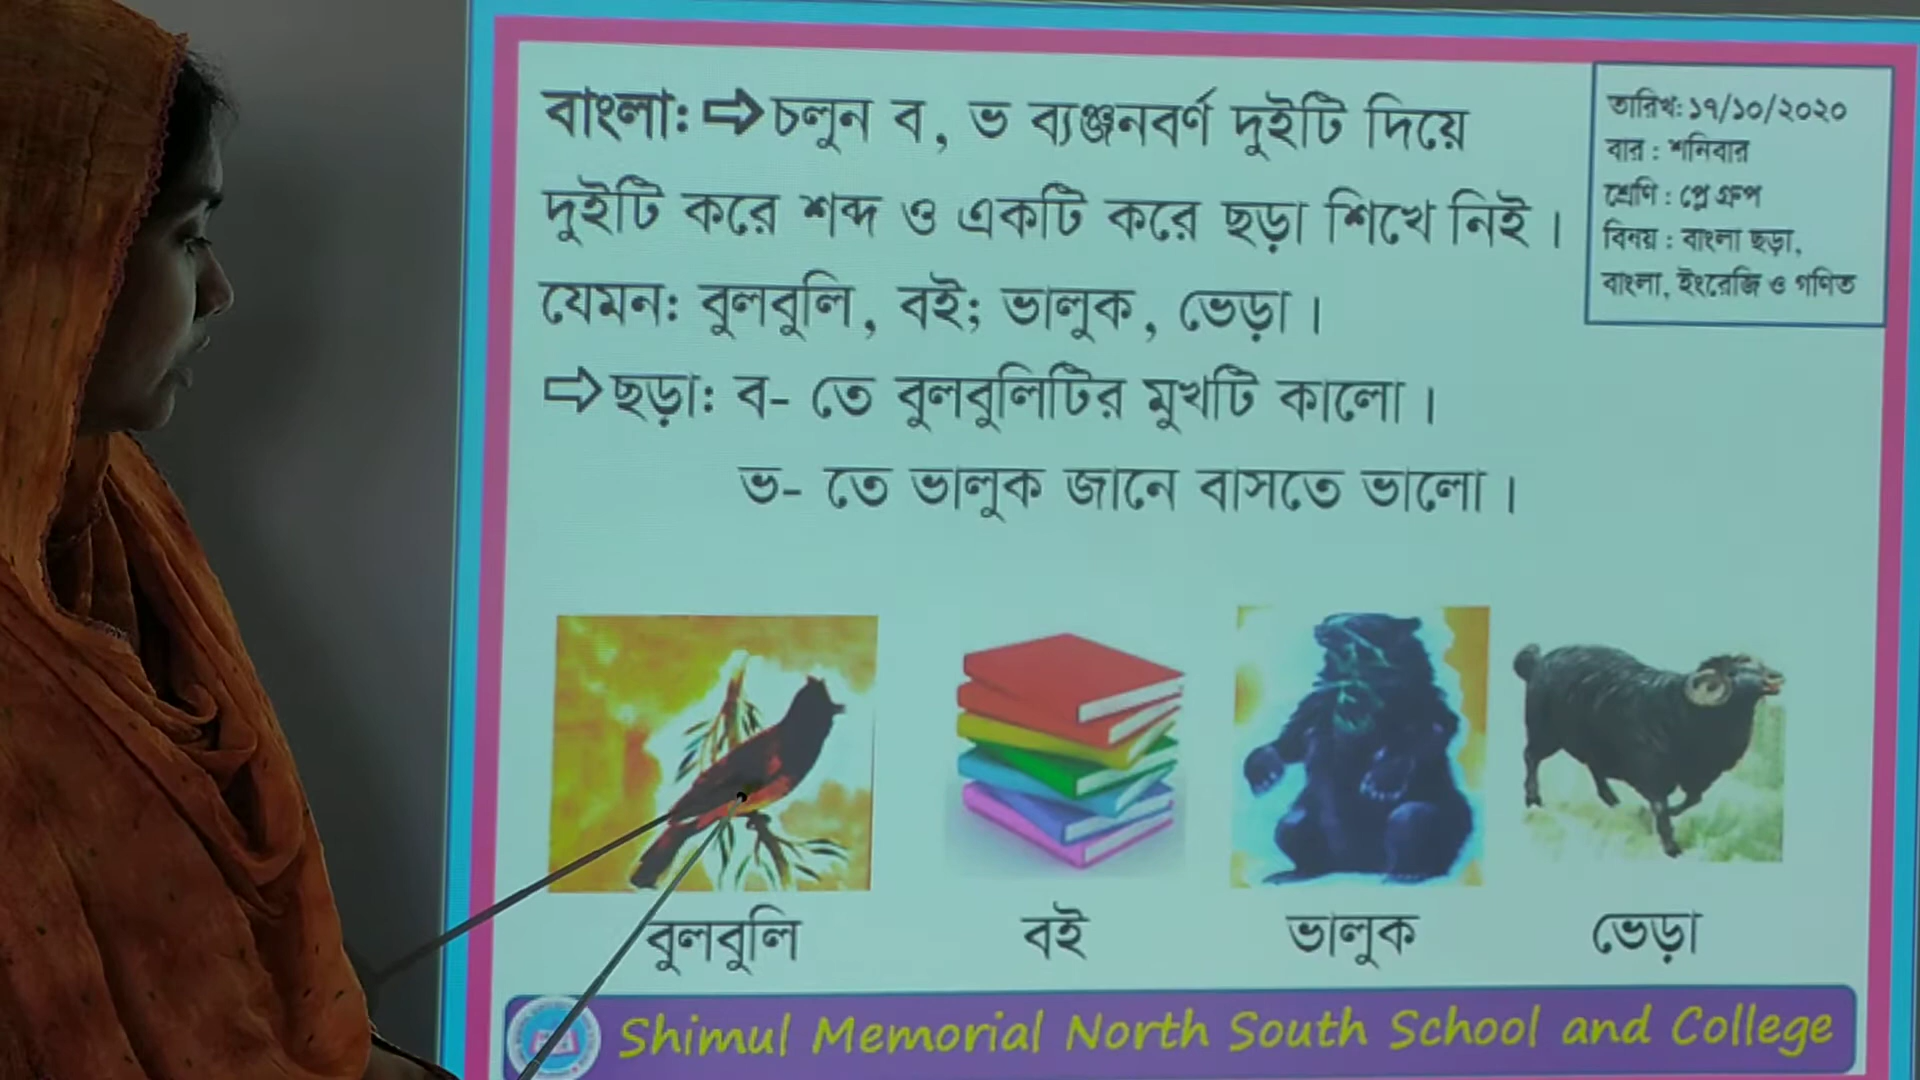 বাংলা: ⇨ চলুন ব, ভ ব্যঞ্জনবর্ণ দুইটি দিয়ে
দুইটি করে শব্দ ও একটি করে ছড়া শিখে নিই।
যেমন: বুলবুলি, বই; ভালুক, ভেড়া।
⇨ ছড়া: ব- তে বুলবুলিটির মুখটি কালো।
ভ- তে ভালুক জানে বাসতে ভালো।
তারিখ: ১৭/১০/২০২০
বার : শনিবার
শ্রেণি : প্লে গ্রুপ
বিষয় : বাংলা ছড়া,
বাংলা, ইংরেজি ও গণিত
বুলবুলি
বই
ভালুক
ভেড়া
Shimul Memorial North South School and College